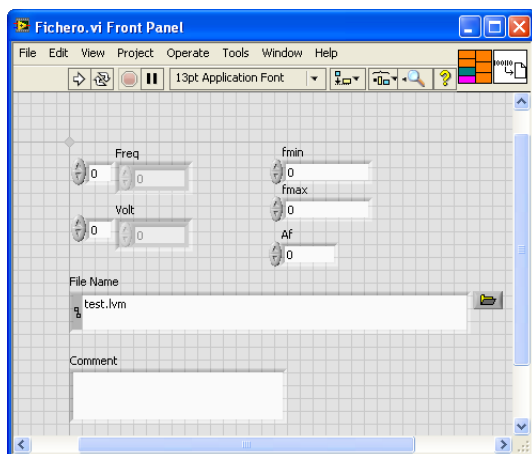 Fichero.vi Front Panel
File Edit View Project Operate Tools Window Help
13pt Application Font
Freq
0
0
fmin
0
fmax
0
Volt
0
0
Af
0
File Name
test.lvm
Comment